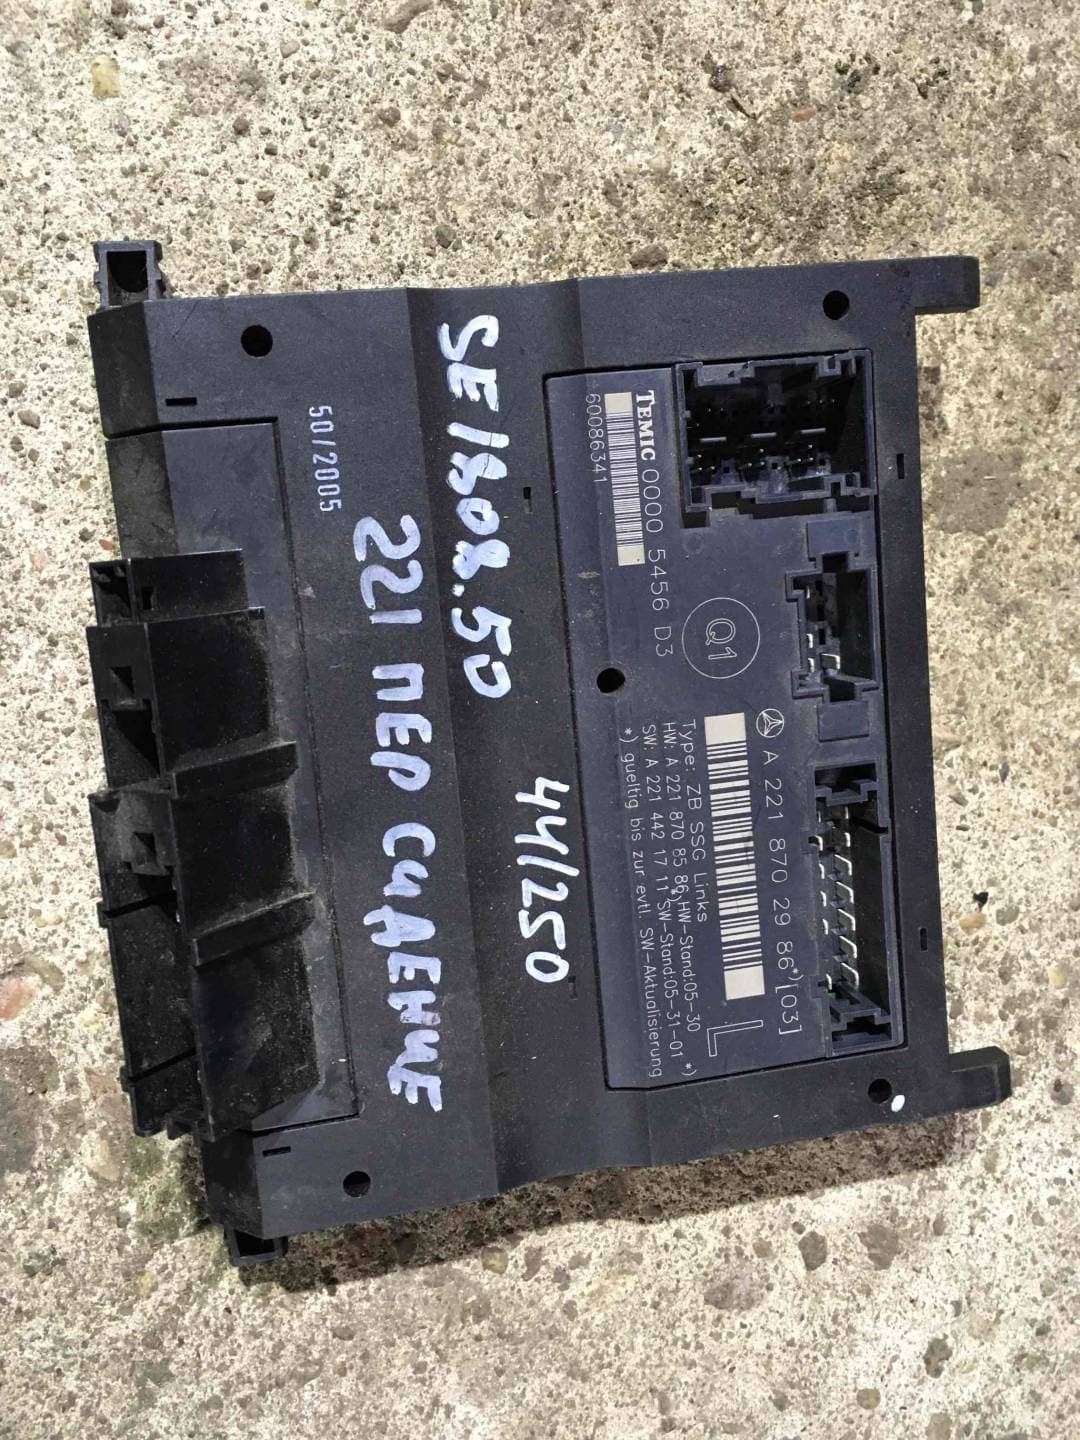 SE1808.50
44/250
221 ПЕР СИДЕНИЕ
50/2005
TEMIC 0000 5456 D3
60086341
Q1
A 221 870 29 86*) [03]
L
Type: ZB SSG Links
HW: A 221 870 85 86 HW-Stand:05-30
SW: A 221 442 17 11 SW-Stand:05-31-01 *)
*) gueltig bis zur evtl. SW-Aktualisierung